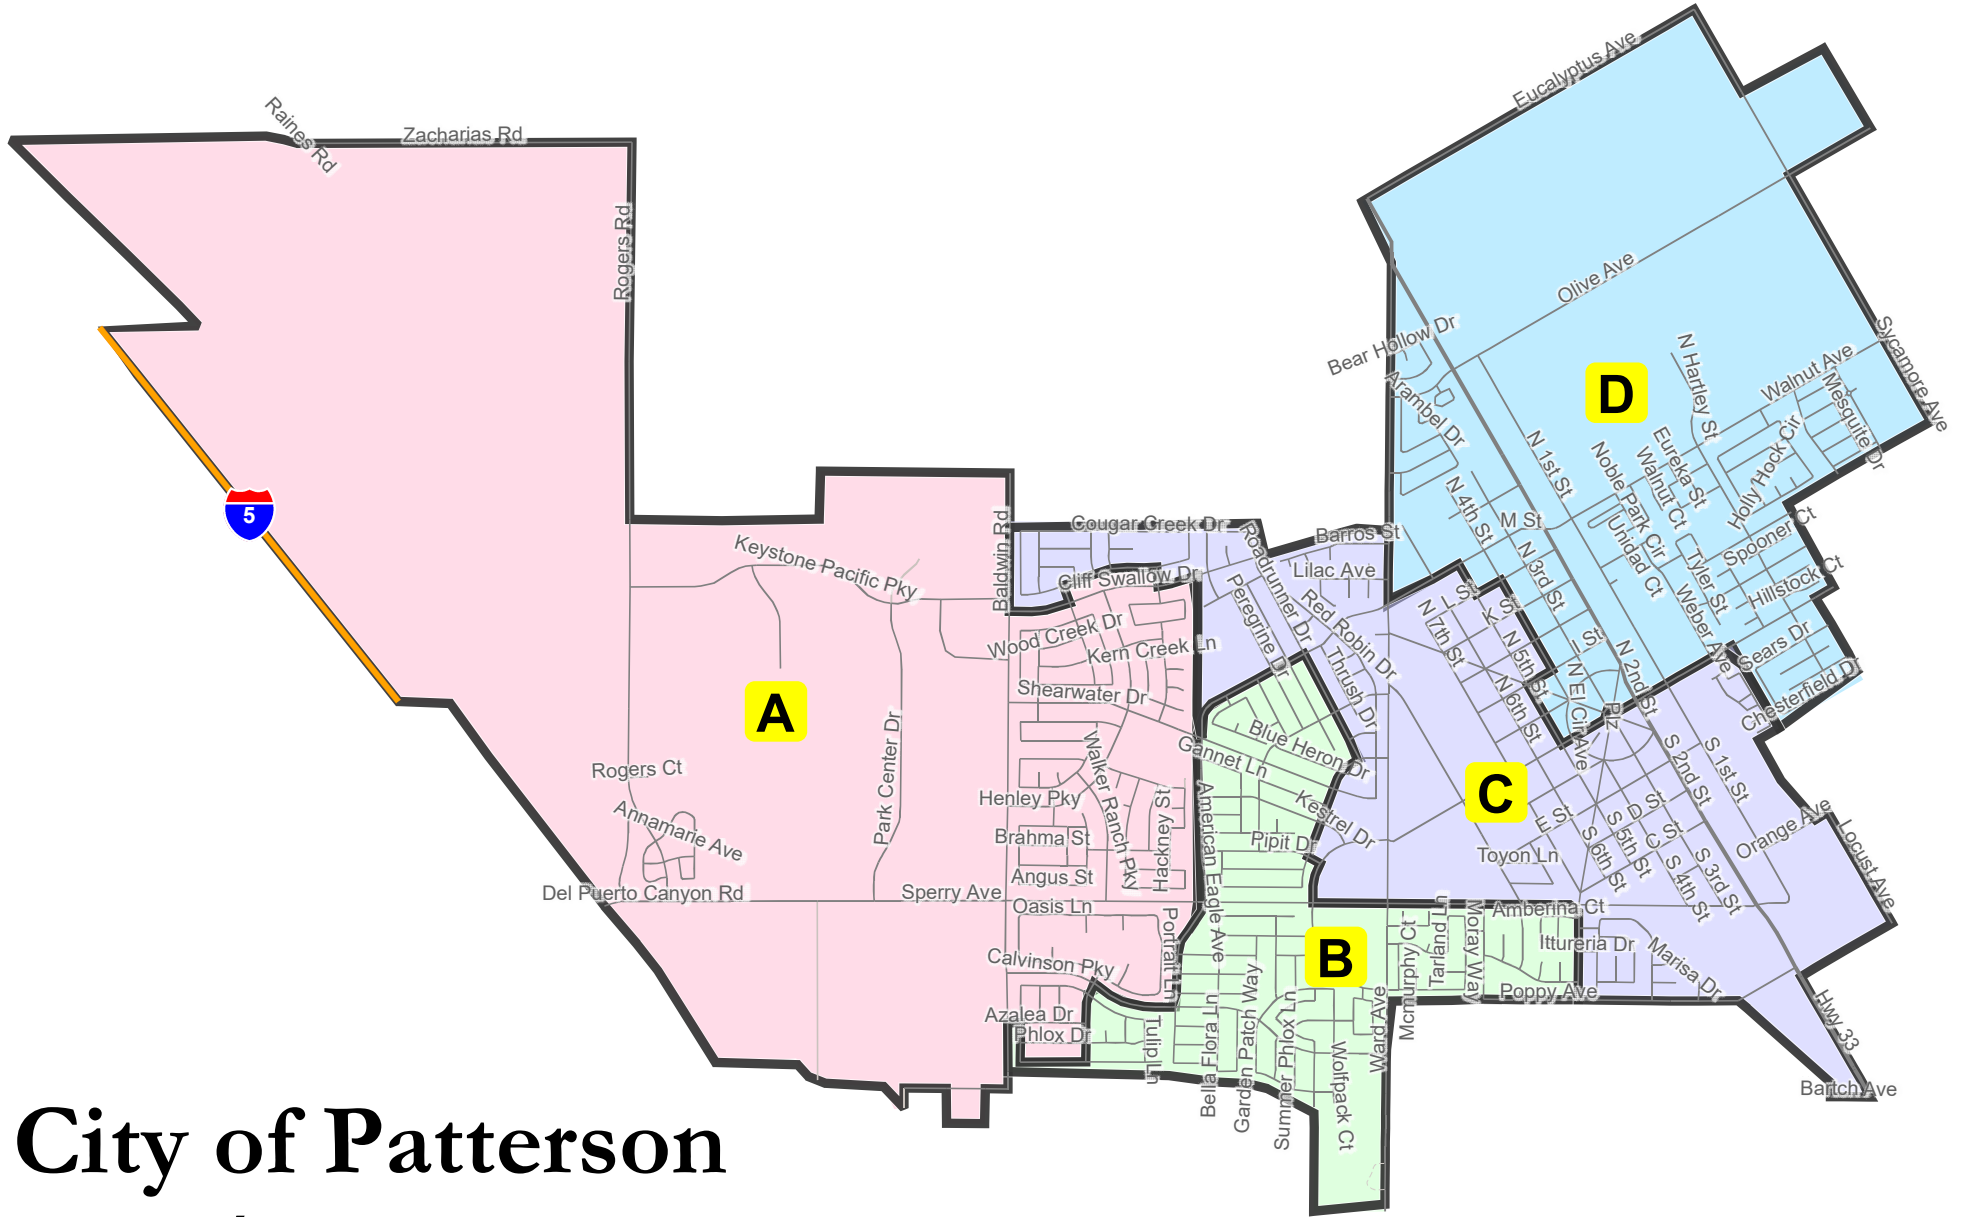 Eucalyptus Ave
Raines Rd
Zacharias Rd
Rogers Rd
Olive Ave
Bear Hollow Dr
Sycamore Ave
N Hartley St
Walnut Ave
Arambel Dr
D
Mesquite Dr
N 1st St
Eureka St
Walnut Ct
Noble Park Cir
Holly Hock Cir
5
N 4th St
M St
Unidad Ct
Spooner Ct
Cougar Creek Dr
Roadrunner Dr
Barros St
Baldwin Rd
Keystone Pacific Pky
Cliff Swallow Dr
Lilac Ave
N 3rd St
Tyler St
Hillstock Ct
Weber Ave
Peregrine Dr
Red Robin Dr
L St
K St
N 7th St
I St
Wood Creek Dr
Kern Creek Ln
N 5th St
N 2nd St
Sears Dr
Thrush Dr
Shearwater Dr
N 6th St
N El Cir Ave
Plz
Chesterfield Dr
A
Park Center Dr
Walker Ranch Pky
Gannet Ln
Blue Heron Dr
S 2nd St
S 1st St
Rogers Ct
Henley Pky
Hackney St
American Eagle Ave
Kestrel Dr
C
E St
D St
C St
Orange Ave
Locust Ave
Annamarie Ave
Brahma St
Pipit Dr
Toyon Ln
S 6th St
S 5th St
S 4th St
S 3rd St
Angus St
Del Puerto Canyon Rd
Sperry Ave
Oasis Ln
Amberina Ct
Portrait Ln
B
Mcmurphy Ct
Tarland Ln
Moray Way
Ittureria Dr
Marisa Dr
Calvinson Pky
Poppy Ave
Azalea Dr
Phlox Dr
Tulip Ln
Bella Flora Ln
Garden Patch Way
Summer Phlox Ln
Wolfpack Ct
Ward Ave
Hwy 33
Bartch Ave
City of Patterson